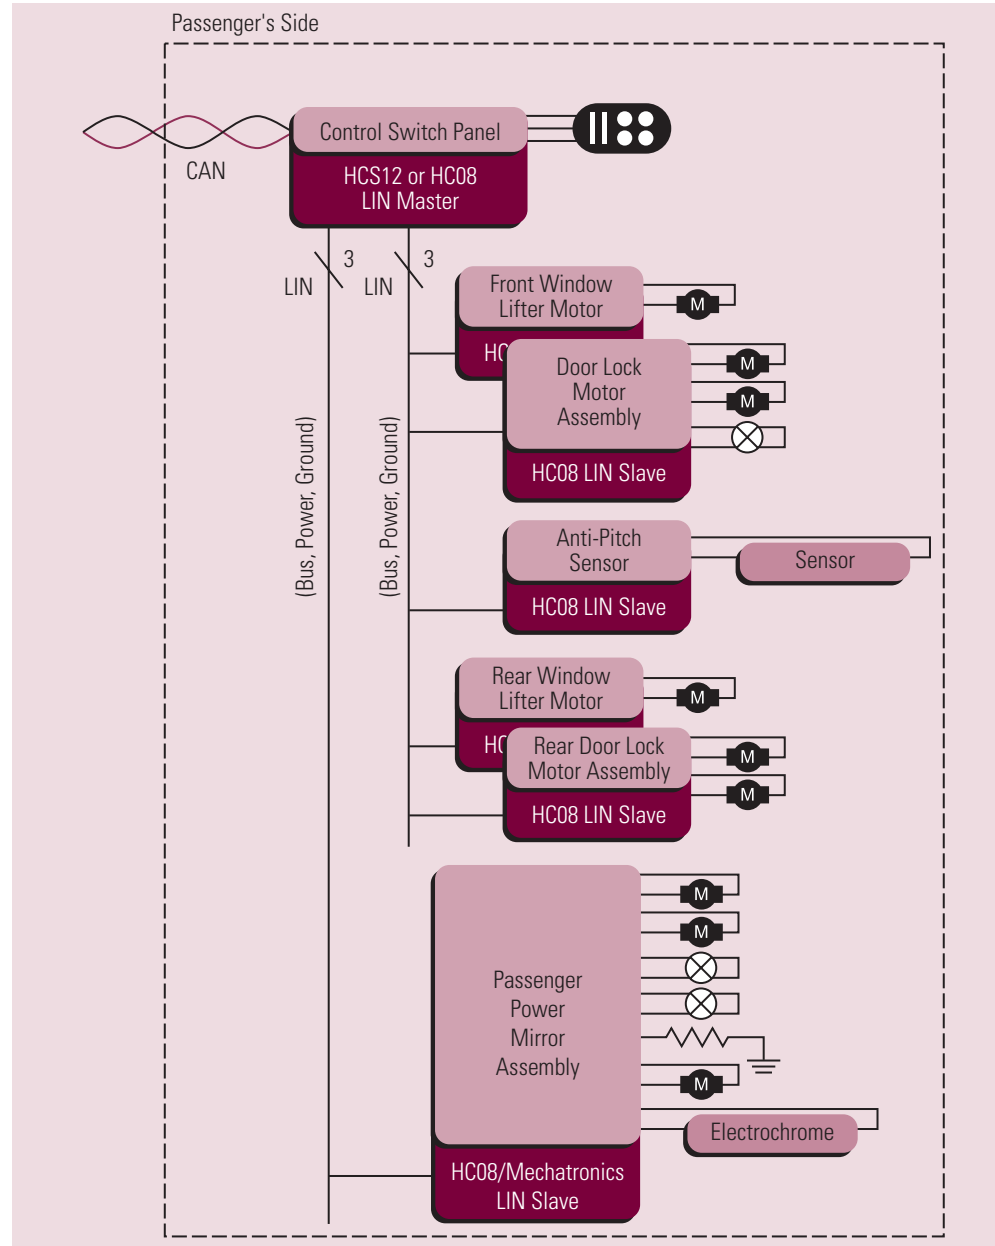 Passenger's Side
CAN
Control Switch Panel
HCS12 or HC08
LIN Master
LIN
3
LIN
3
(Bus, Power, Ground)
(Bus, Power, Ground)
Front Window
Lifter Motor
HC
M
Door Lock
Motor
Assembly
HC08 LIN Slave
M
M
Anti-Pitch
Sensor
HC08 LIN Slave
Sensor
Rear Window
Lifter Motor
HC
M
Rear Door Lock
Motor Assembly
HC08 LIN Slave
M
M
Passenger
Power
Mirror
Assembly
HC08/Mechatronics
LIN Slave
M
M
M
Electrochrome